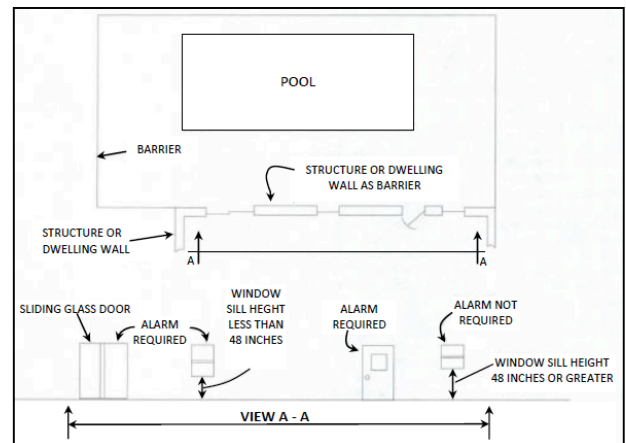 POOL
BARRIER
STRUCTURE OR DWELLING
WALL AS BARRIER
STRUCTURE OR
DWELLING WALL
A
A
SLIDING GLASS DOOR
ALARM
REQUIRED
WINDOW
SILL HEGHT
LESS THAN
48 INCHES
ALARM
REQUIRED
ALARM NOT
REQUIRED
WINDOW SILL HEIGHT
48 INCHES OR GREATER
VIEW A - A